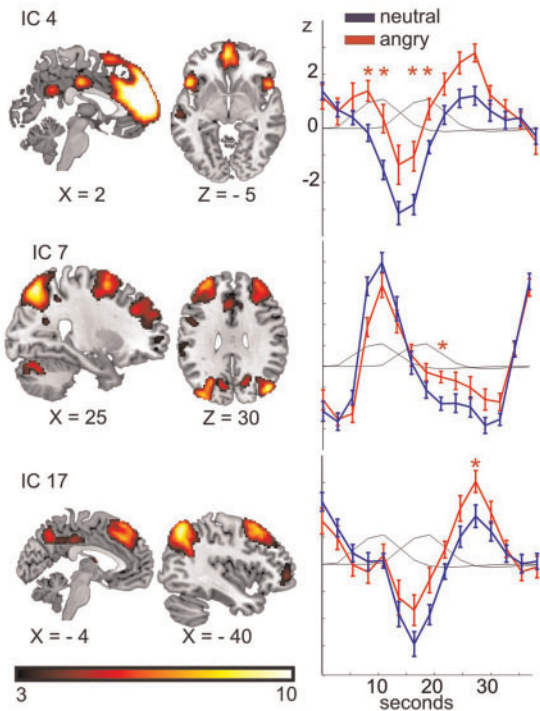 IC 4
z
neutral
angry
* * * *
2
2
0
-2
X = 2
Z = - 5
IC 7
*
X = 25
Z = 30
IC 17
*
X = - 4
X = - 40
3
10
10
20
30
seconds